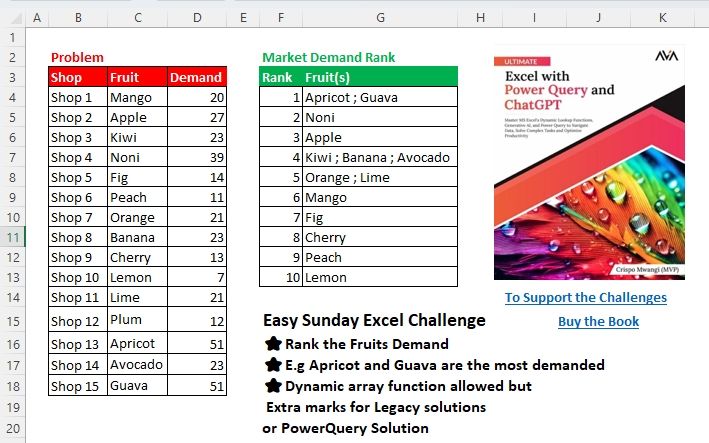 A B C D E F G H I J K
1
2 Problem Market Demand Rank
3 Shop Fruit Demand Rank Fruit(s)
4 Shop 1 Mango 20 1 Apricot ; Guava
5 Shop 2 Apple 27 2 Noni
6 Shop 3 Kiwi 23 3 Apple
7 Shop 4 Noni 39 4 Kiwi ; Banana ; Avocado
8 Shop 5 Fig 14 5 Orange ; Lime
9 Shop 6 Peach 11 6 Mango
10 Shop 7 Orange 21 7 Fig
11 Shop 8 Banana 23 8 Cherry
12 Shop 9 Cherry 13 9 Peach
13 Shop 10 Lemon 7 10 Lemon
14 Shop 11 Lime 21
15 Shop 12 Plum 12
16 Shop 13 Apricot 51
17 Shop 14 Avocado 23
18 Shop 15 Guava 51
19
20
Easy Sunday Excel Challenge
Rank the Fruits Demand
E.g Apricot and Guava are the most demanded
Dynamic array function allowed but
Extra marks for Legacy solutions
or PowerQuery Solution
AVA
ULTIMATE
Excel with
Power Query and
ChatGPT
Master MS Excel's Dynamic Lookup Functions,
Generative AI, and Power Query to Navigate
Data, Solve Complex Tasks and Optimize
Productivity
Crispo Mwangi (MVP)
To Support the Challenges
Buy the Book